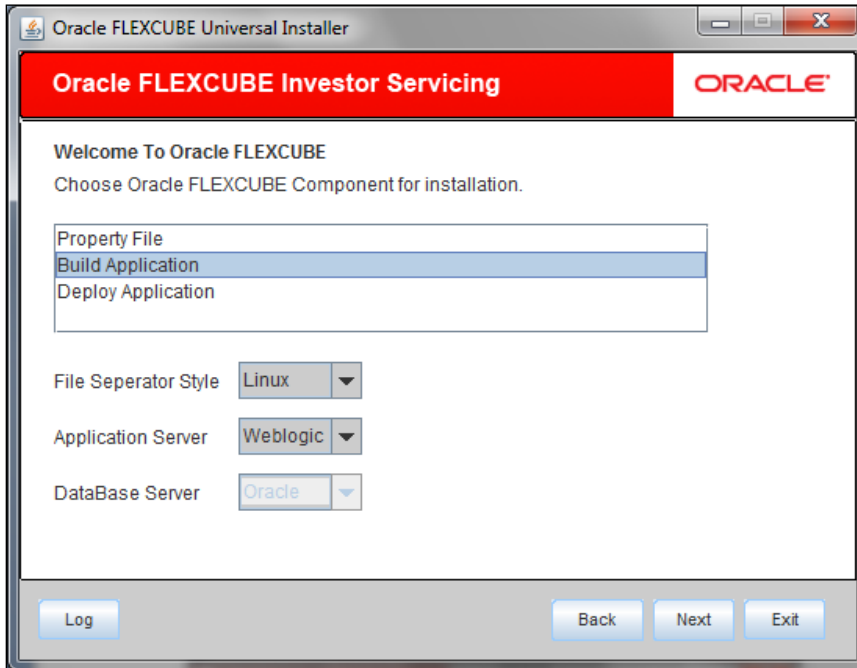 Oracle FLEXCUBE Universal Installer
Oracle FLEXCUBE Investor Servicing
ORACLE
Welcome To Oracle FLEXCUBE
Choose Oracle FLEXCUBE Component for installation.
Property File
Build Application
Deploy Application
File Seperator Style Linux
Application Server Weblogic
DataBase Server Oracle
Log Back Next Exit